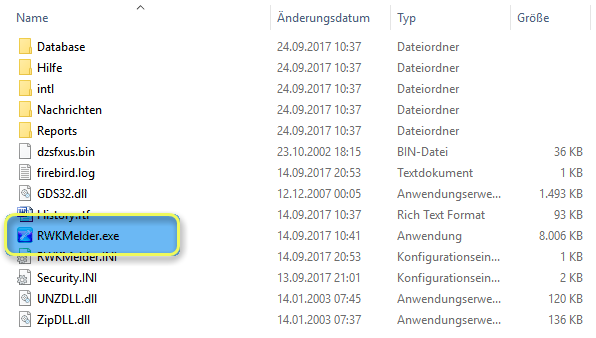 Name Änderungsdatum Typ Größe
Database 24.09.2017 10:37 Dateiordner
Hilfe 24.09.2017 10:37 Dateiordner
intl 24.09.2017 10:37 Dateiordner
Nachrichten 24.09.2017 10:37 Dateiordner
Reports 24.09.2017 10:37 Dateiordner
dzsfxus.bin 23.10.2002 18:15 BIN-Datei 36 KB
firebird.log 14.09.2017 20:53 Textdokument 1 KB
GDS32.dll 12.12.2007 00:05 Anwendungserwe... 1.493 KB
History.rtf 14.09.2017 10:37 Rich Text Format 93 KB
RWKMelder.exe 14.09.2017 10:41 Anwendung 8.006 KB
RWKMelder.INI 14.09.2017 20:53 Konfigurationsein... 1 KB
Security.INI 13.09.2017 21:01 Konfigurationsein... 2 KB
UNZDLL.dll 14.01.2003 07:45 Anwendungserwe... 120 KB
ZipDLL.dll 14.01.2003 07:37 Anwendungserwe... 136 KB